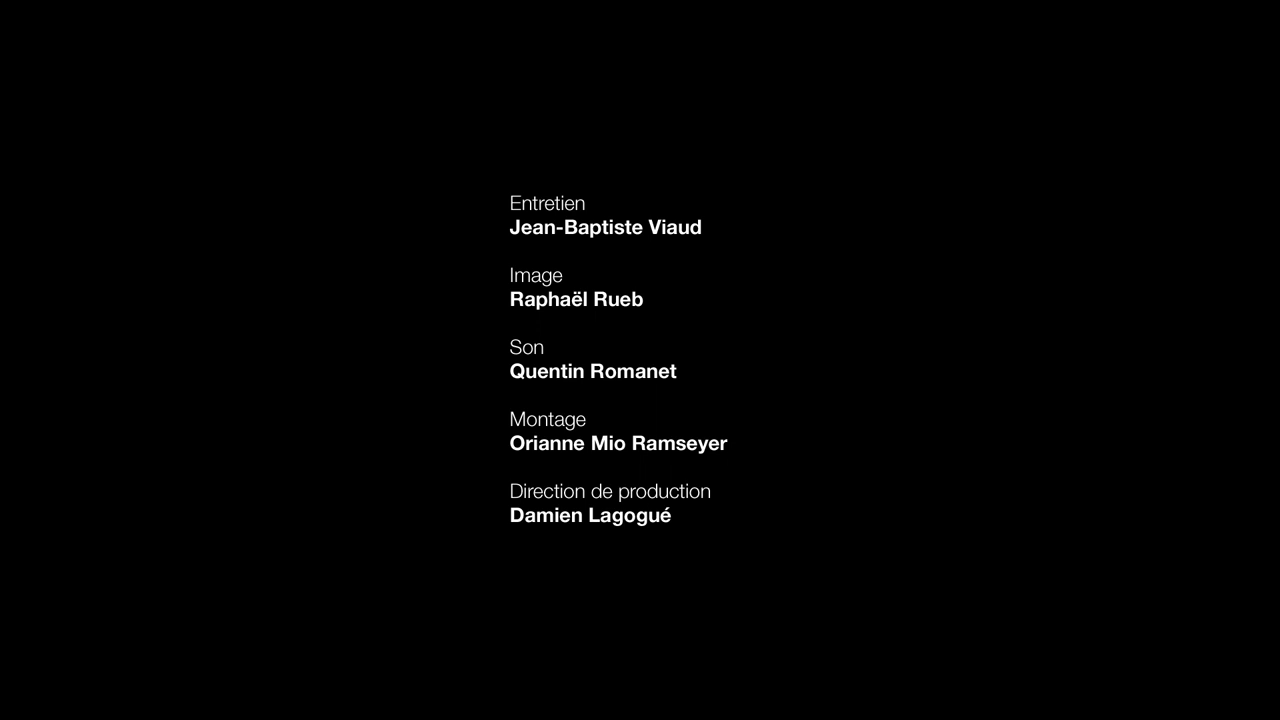 Entretien
Jean-Baptiste Viaud
Image
Raphaël Rueb
Son
Quentin Romanet
Montage
Orianne Mio Ramseyer
Direction de production
Damien Lagogué